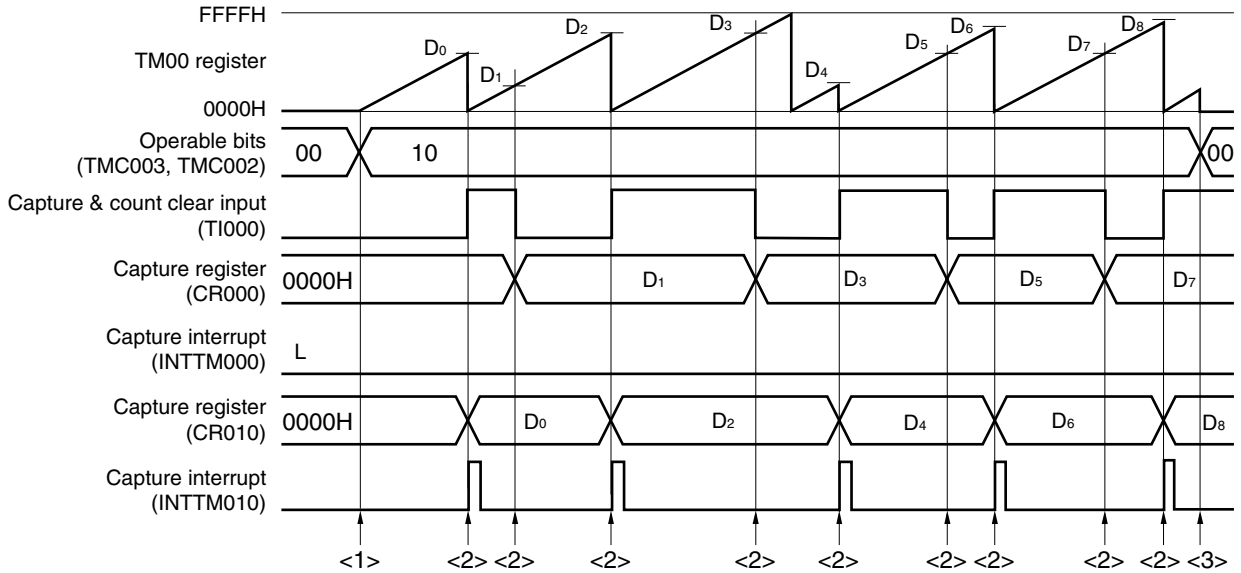 FFFFH
TM00 register
0000H
D0 D1 D2 D3 D4 D5 D6 D7 D8
Operable bits
(TMC003, TMC002)
00 10 00
Capture & count clear input
(TI000)
Capture register
(CR000)
0000H D1 D3 D5 D7
Capture interrupt
(INTTM000)
L
Capture register
(CR010)
0000H D0 D2 D4 D6 D8
Capture interrupt
(INTTM010)
<1> <2> <2> <2> <2> <2> <2> <2> <2> <2> <3>